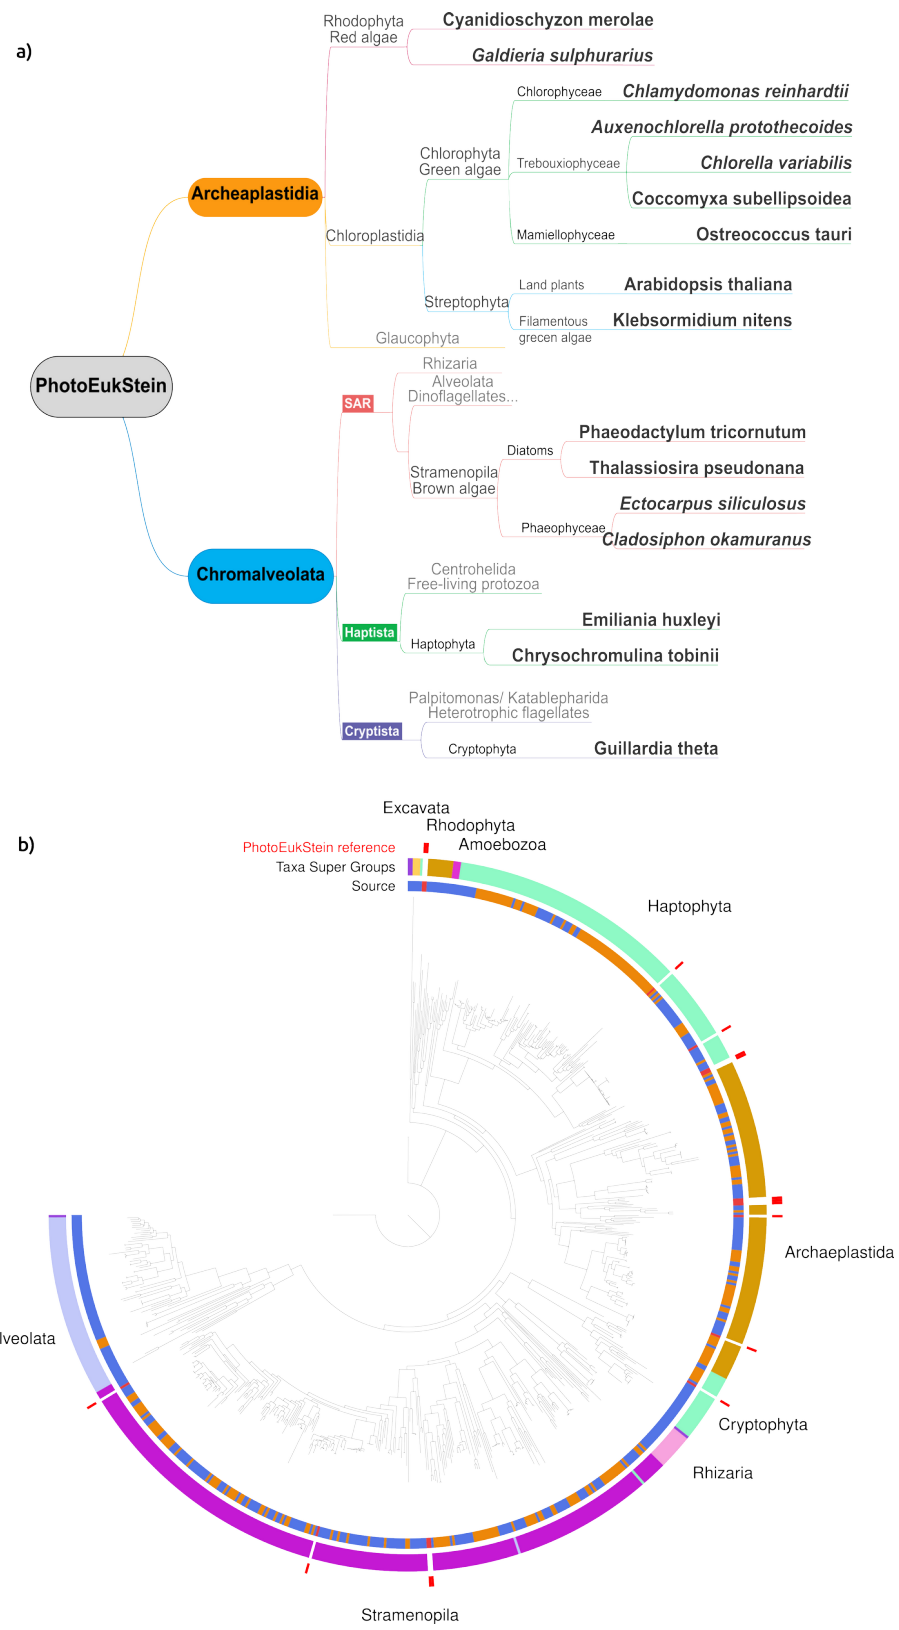 a)
Rhodophyta
Red algae
Cyanidioschyzon merolae
Galdieria sulphurarius
Chlorophyceae
Chlamydomonas reinhardtii
Auxenochlorella protothecoides
Chlorophyta
Green algae
Trebouxiophyceae
Chlorella variabilis
Archeaplastidia
Coccomyxa subellipsoidea
Chloroplastidia
Mamiellophyceae
Ostreococcus tauri
Land plants
Arabidopsis thaliana
Streptophyta
Filamentous
grecen algae
Klebsormidium nitens
Glaucophyta
PhotoEukStein
Rhizaria
Alveolata
Dinoflagellates...
SAR
Phaeodactylum tricornutum
Diatoms
Thalassiosira pseudonana
Stramenopila
Brown algae
Ectocarpus siliculosus
Phaeophyceae
Cladosiphon okamuranus
Chromalveolata
Centrohelida
Free-living protozoa
Emiliania huxleyi
Haptista
Haptophyta
Chrysochromulina tobinii
Palpitomonas/ Katablepharida
Heterotrophic flagellates
Cryptista
Cryptophyta
Guillardia theta
b)
Excavata
Rhodophyta
Amoebozoa
PhotoEukStein reference
Taxa Super Groups
Source
Haptophyta
Archaeplastida
lveolata
Cryptophyta
Rhizaria
Stramenopila